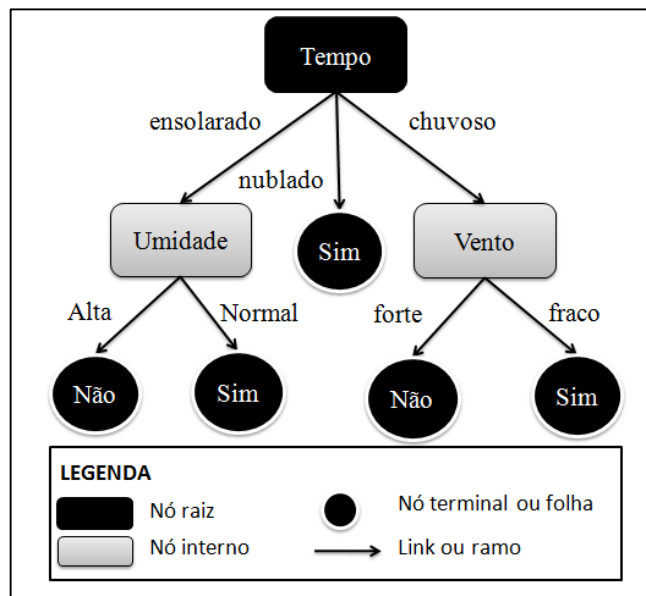 Tempo
ensolarado
chuvoso
nublado
Umidade
Sim
Vento
Alta
Normal
forte
fraco
Não
Sim
Não
Sim
LEGENDA
Nó raiz
Nó terminal ou folha
Nó interno
Link ou ramo